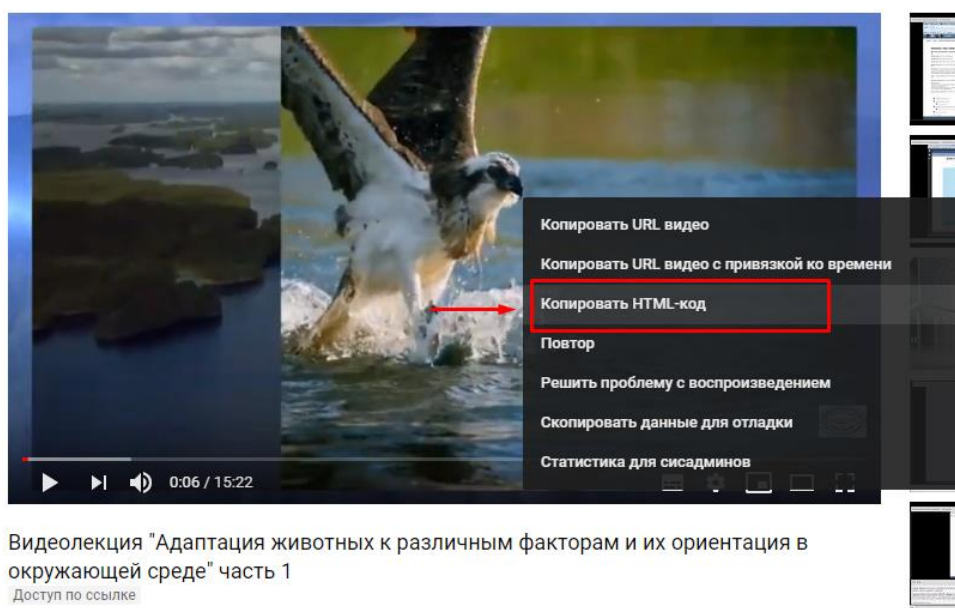 Копировать URL видео
Копировать URL видео с привязкой ко времени
Копировать HTML-код
Повтор
Решить проблему с воспроизведением
Скопировать данные для отладки
Статистика для сисадминов
0:06 / 15:22
Видеолекция "Адаптация животных к различным факторам и их ориентация в
окружающей среде" часть 1
Доступ по ссылке